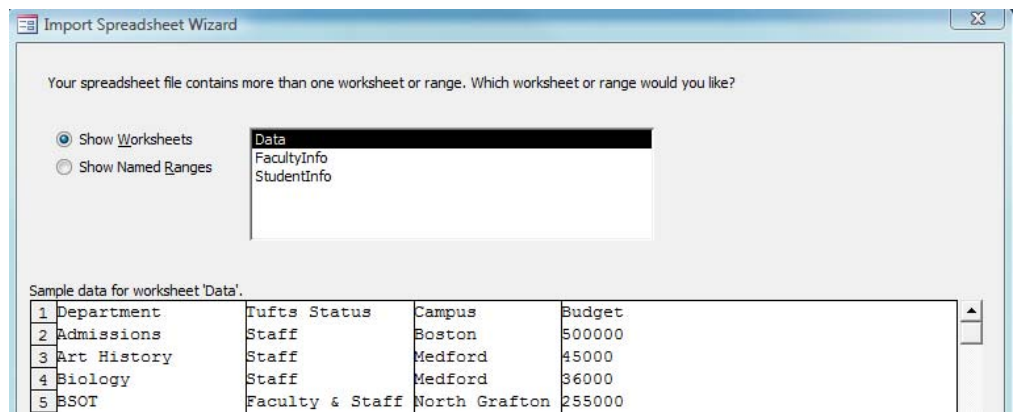 Import Spreadsheet Wizard
Your spreadsheet file contains more than one worksheet or range. Which worksheet or range would you like?
Show Worksheets
Show Named Ranges
Data
FacultyInfo
StudentInfo
Sample data for worksheet 'Data'.
1 Department Tufts Status Campus Budget
2 Admissions Staff Boston 500000
3 Art History Staff Medford 45000
4 Biology Staff Medford 36000
5 BSOT Faculty & Staff North Grafton 255000